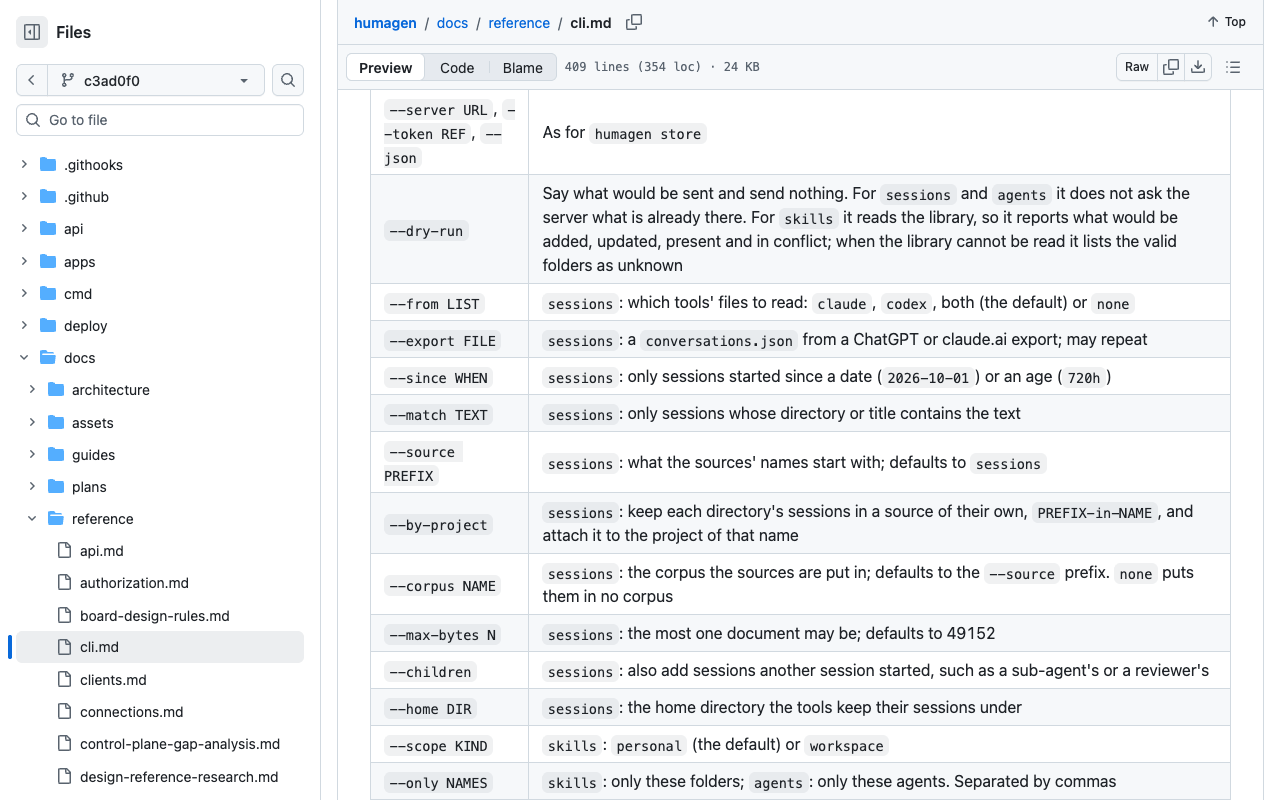 Files
c3ad0f0
Go to file
.githooks
.github
api
apps
cmd
deploy
docs
architecture
assets
guides
plans
reference
api.md
authorization.md
board-design-rules.md
cli.md
clients.md
connections.md
control-plane-gap-analysis.md
design-reference-research.md
humagen / docs / reference / cli.md
Top
Preview Code Blame 409 lines (354 loc) · 24 KB
Raw
--server URL, -
-token REF, --
json
As for humagen store
--dry-run
Say what would be sent and send nothing. For sessions and agents it does not ask the
server what is already there. For skills it reads the library, so it reports what would be
added, updated, present and in conflict; when the library cannot be read it lists the valid
folders as unknown
--from LIST
sessions: which tools' files to read: claude, codex, both (the default) or none
--export FILE
sessions: a conversations.json from a ChatGPT or claude.ai export; may repeat
--since WHEN
sessions: only sessions started since a date (2026-10-01) or an age (720h)
--match TEXT
sessions: only sessions whose directory or title contains the text
--source
PREFIX
sessions: what the sources' names start with; defaults to sessions
--by-project
sessions: keep each directory's sessions in a source of their own, PREFIX-in-NAME, and
attach it to the project of that name
--corpus NAME
sessions: the corpus the sources are put in; defaults to the --source prefix. none puts
them in no corpus
--max-bytes N
sessions: the most one document may be; defaults to 49152
--children
sessions: also add sessions another session started, such as a sub-agent's or a reviewer's
--home DIR
sessions: the home directory the tools keep their sessions under
--scope KIND
skills: personal (the default) or workspace
--only NAMES
skills: only these folders; agents: only these agents. Separated by commas